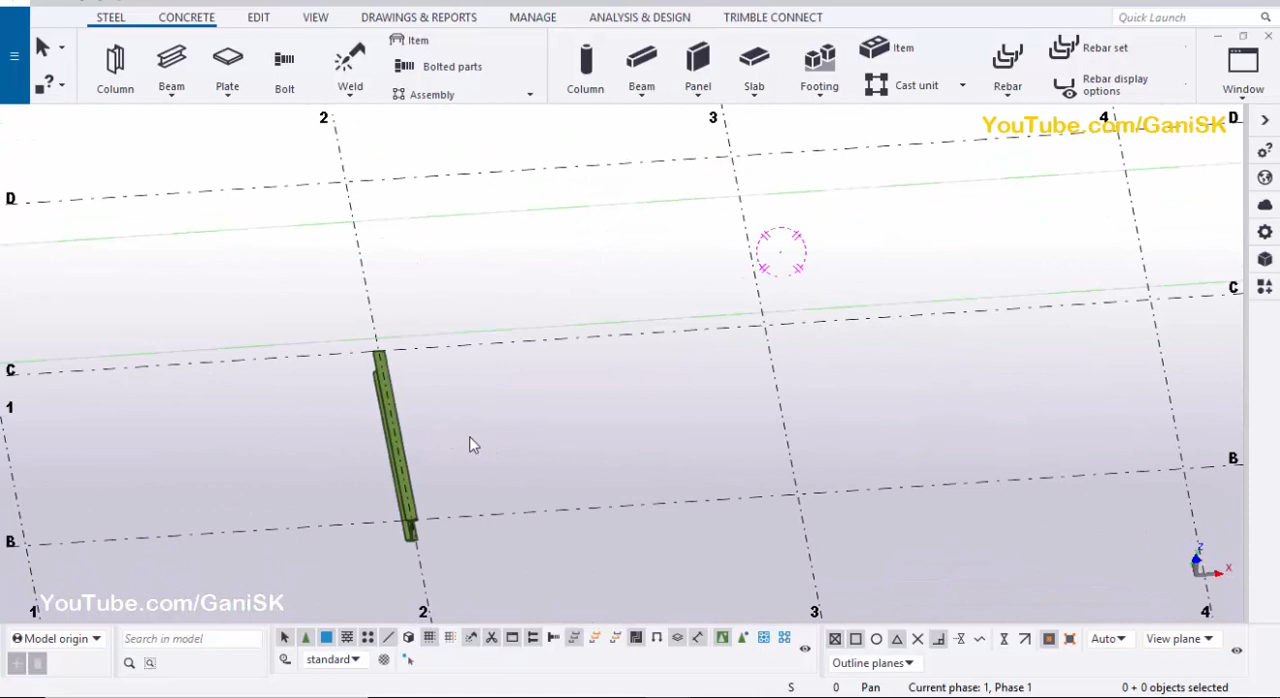 STEEL CONCRETE EDIT VIEW DRAWINGS & REPORTS MANAGE ANALYSIS & DESIGN TRIMBLE CONNECT Quick Launch
Column Beam Plate Bolt Weld Item
Bolted parts
Assembly
Column Beam Panel Slab Footing Item
Cast unit
Rebar Rebar set
Rebar display
options
Window
2 3 4 D
YouTube.com/GaniSK
D
C
C
1
B
B
YouTube.com/GaniSK
1 2 3 4
Z
X
Model origin Search in model
standard
Auto View plane
Outline planes
S 0 Pan Current phase: 1, Phase 1 0 + 0 objects selected